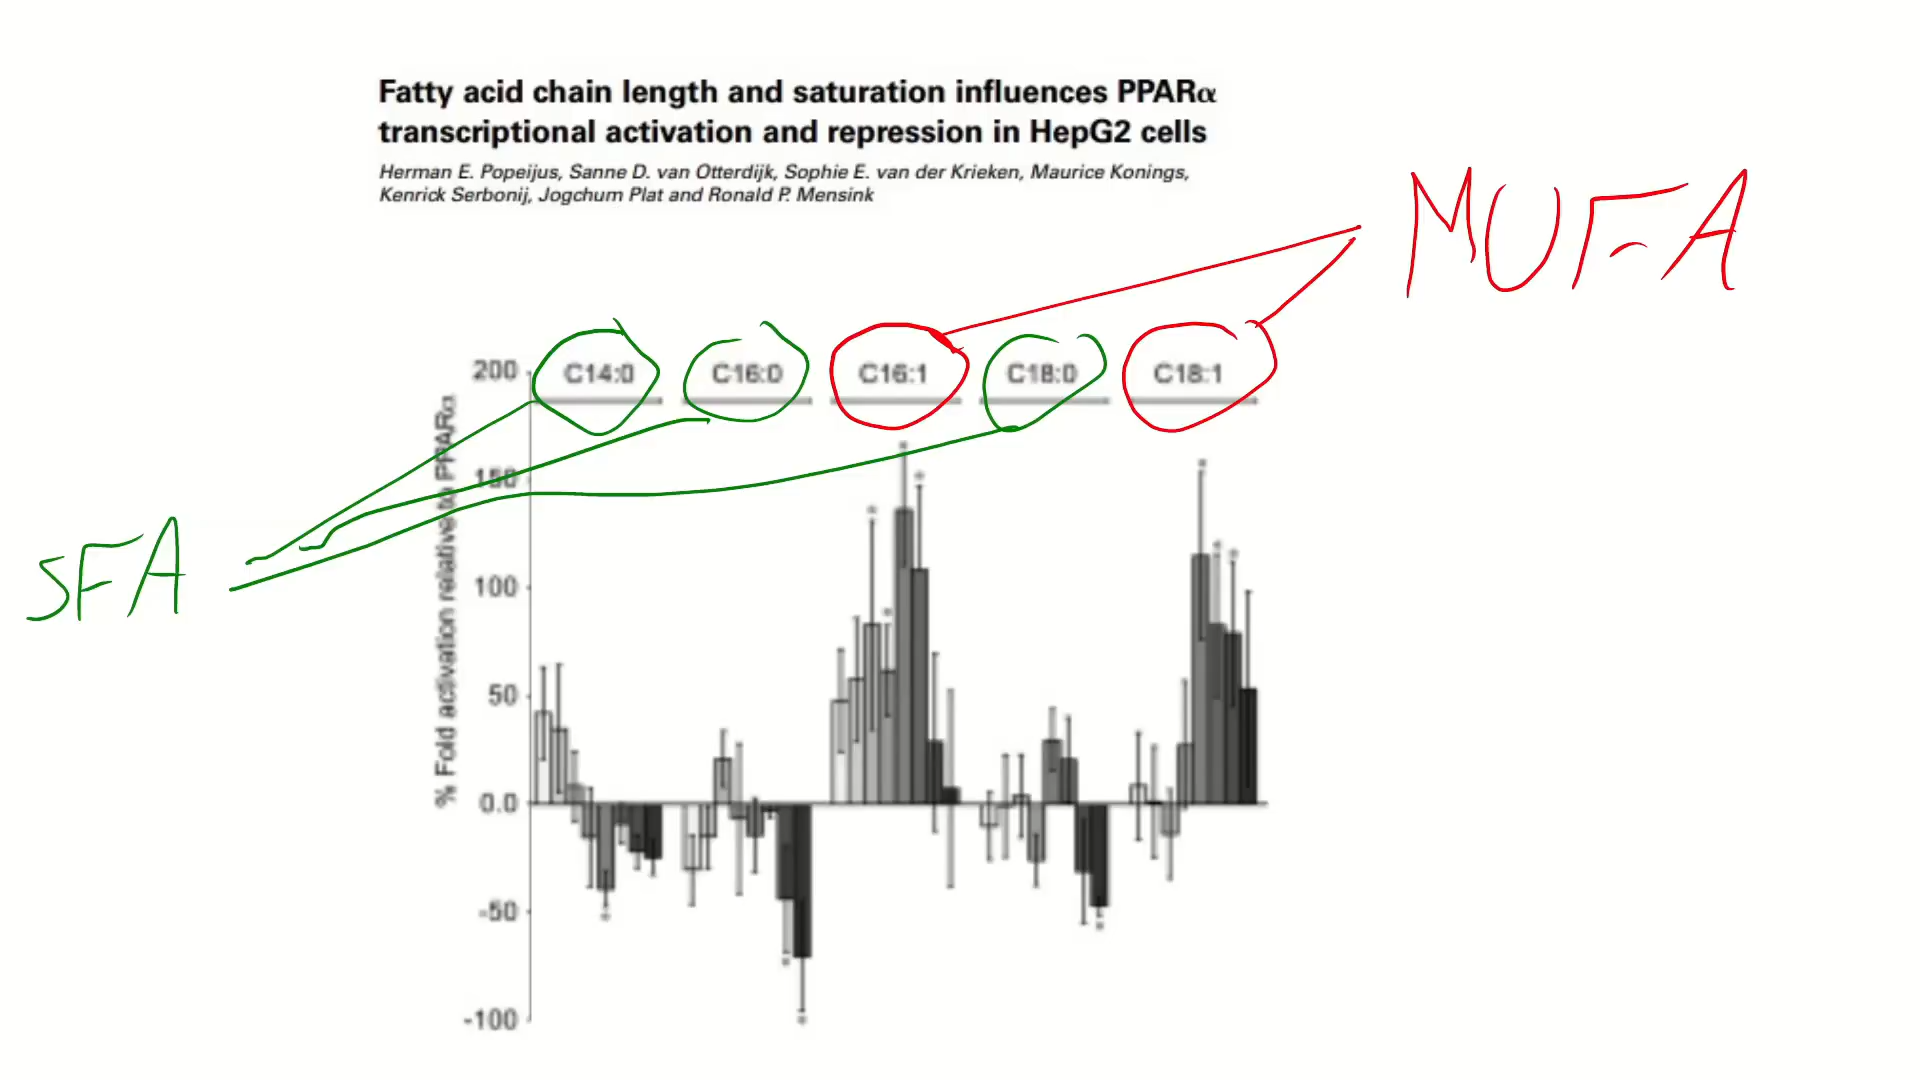 Fatty acid chain length and saturation influences PPARα
transcriptional activation and repression in HepG2 cells
Herman E. Popeijus, Sanne D. van Otterdijk, Sophie E. van der Krieken, Maurice Konings,
Kenrick Serbonij, Jogchum Plat and Ronald P. Mensink
MUFA
C14:0 C16:0 C16:1 C18:0 C18:1
SFA
% Fold activation relative to PPARα
200
150
100
50
0.0
-50
-100